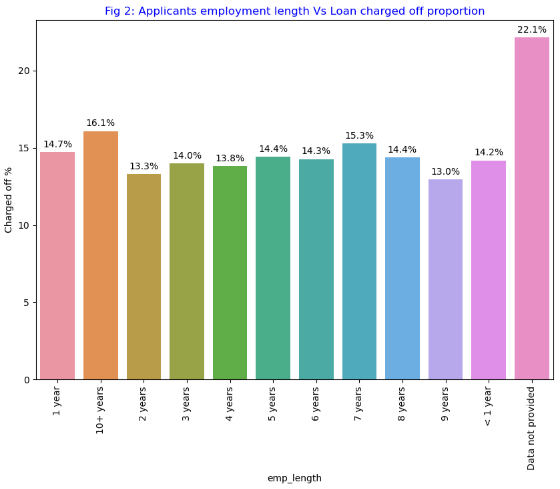 Fig 2: Applicants employment length Vs Loan charged off proportion
22.1%
20
16.1%
15.3%
14.7%
14.4%
14.3%
14.4%
14.2%
14.0%
13.8%
13.3%
13.0%
15
Charged off %
10
5
0
1 year
10+ years
2 years
3 years
4 years
5 years
6 years
7 years
8 years
9 years
< 1 year
Data not provided
emp_length